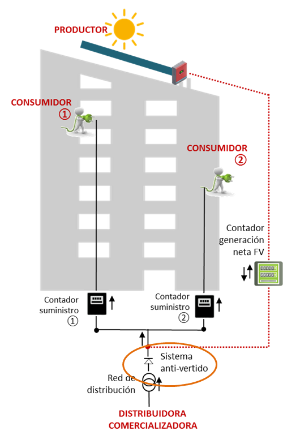 PRODUCTOR
CONSUMIDOR
①
CONSUMIDOR
②
Contador
generación
neta FV
Contador
suministro
①
Contador
suministro
②
Sistema
anti-vertido
Red de
distribución
DISTRIBUIDORA
COMERCIALIZADORA